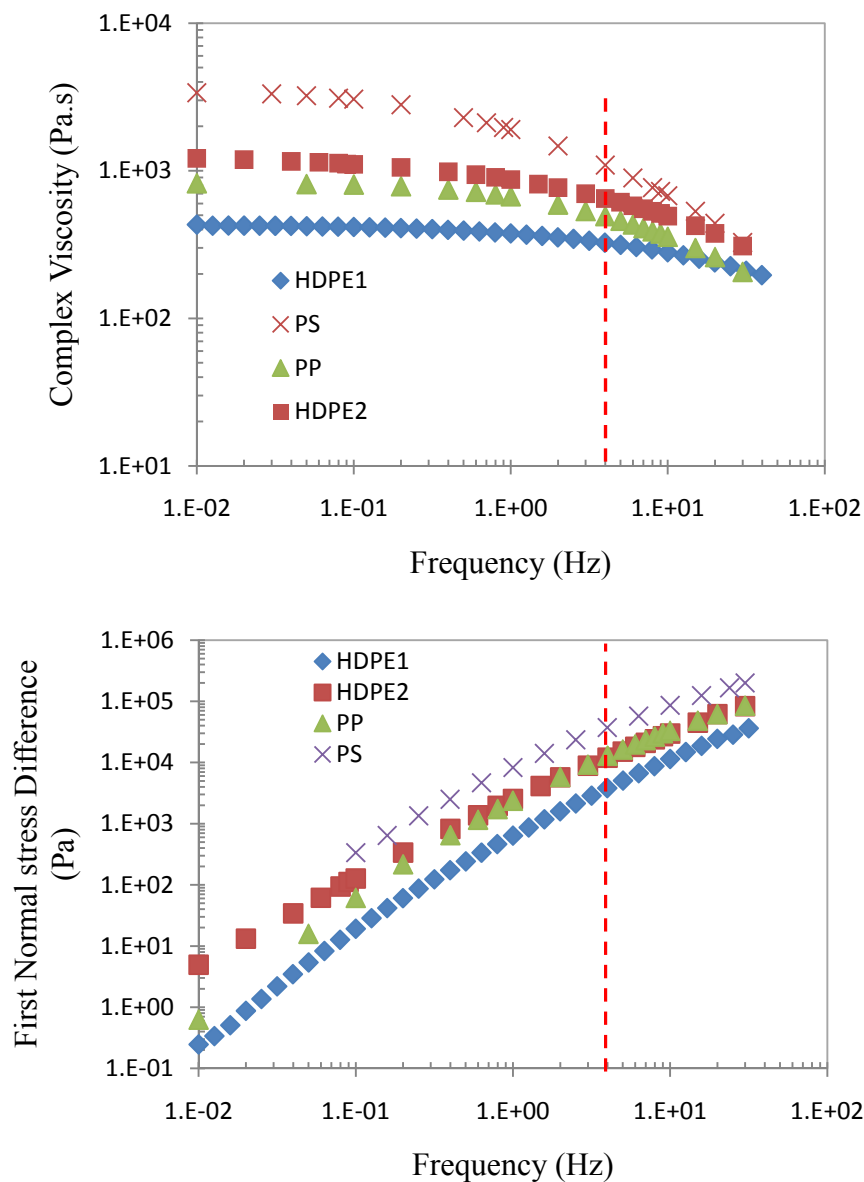 1.E+04
1.E+03
1.E+02
1.E+01
Complex Viscosity (Pa.s)
HDPE1
PS
PP
HDPE2
1.E-02 1.E-01 1.E+00 1.E+01 1.E+02
Frequency (Hz)
1.E+06
1.E+05
1.E+04
1.E+03
1.E+02
1.E+01
1.E+00
1.E-01
First Normal stress Difference
(Pa)
HDPE1
HDPE2
PP
PS
1.E-02 1.E-01 1.E+00 1.E+01 1.E+02
Frequency (Hz)